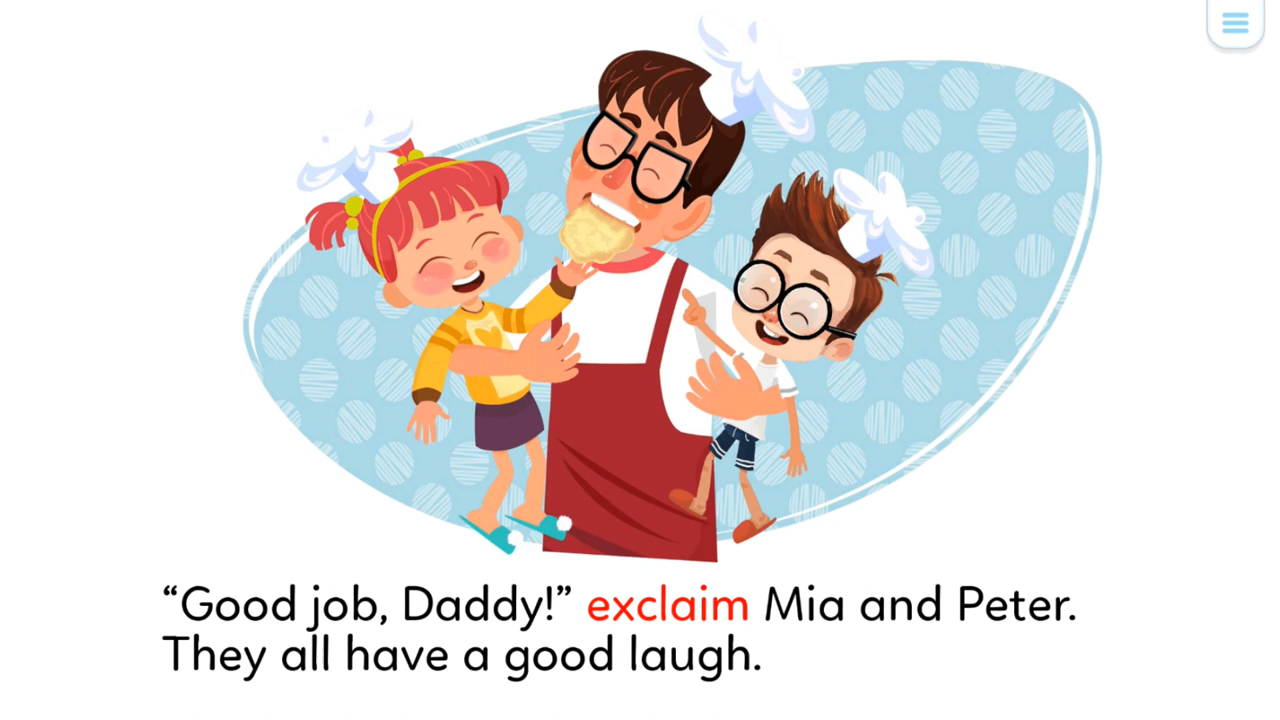 “Good job, Daddy!” exclaim Mia and Peter.
They all have a good laugh.